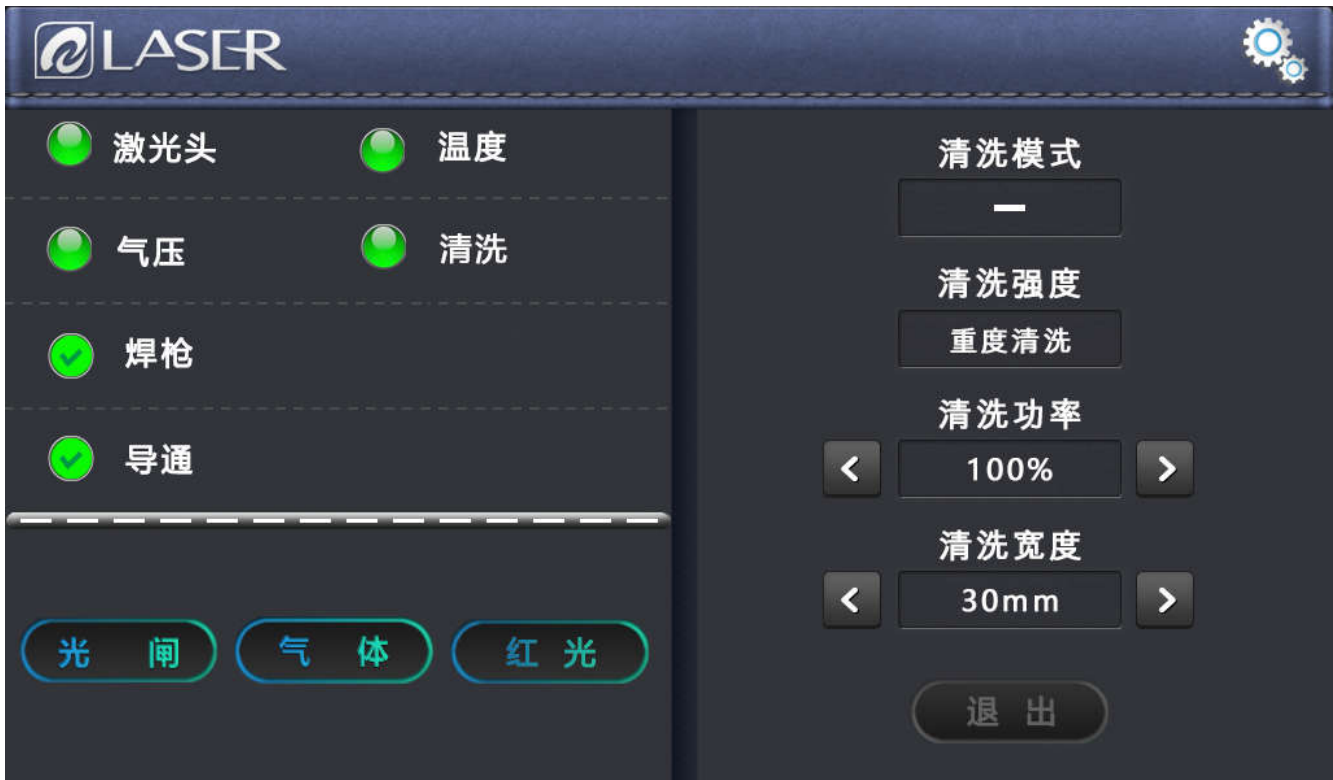 LASER
激光头 温度
气压 清洗
焊枪
导通
光 闸 气 体 红 光
清洗模式
一
清洗强度
重度清洗
清洗功率
< 100% >
清洗宽度
< 30mm >
退 出